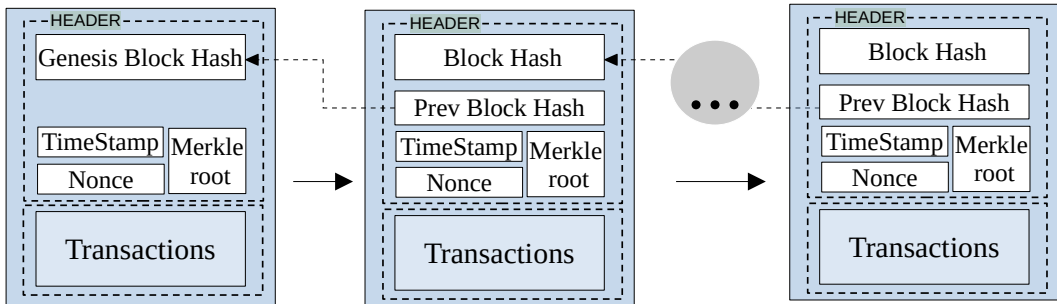 HEADER
Genesis Block Hash
TimeStamp
Nonce
Merkle
root
Transactions
HEADER
Block Hash
Prev Block Hash
TimeStamp
Nonce
Merkle
root
Transactions
...
HEADER
Block Hash
Prev Block Hash
TimeStamp
Nonce
Merkle
root
Transactions